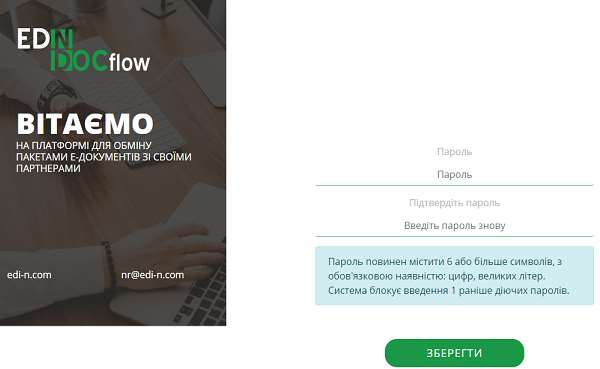 EDIN
DOCflow
ВІТАЄМО
НА ПЛАТФОРМІ ДЛЯ ОБМІНУ
ПАКЕТАМИ Е-ДОКУМЕНТІВ ЗІ СВОЇМИ
ПАРТНЕРАМИ
edi-n.com
nr@edi-n.com
Пароль
Пароль
Підтвердіть пароль
Введіть пароль знову
Пароль повинен містити 6 або більше символів, з
обов'язковою наявністю: цифр, великих літер.
Система блокує введення 1 раніше діючих паролів.
ЗБЕРЕГТИ